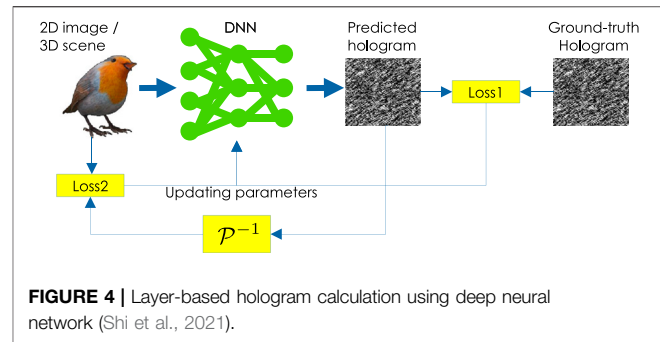 2D image /
3D scene
DNN
Predicted
hologram
Ground-truth
Hologram
Loss1
Loss2
Updating parameters
𝒫⁻¹
FIGURE 4 | Layer-based hologram calculation using deep neural
network (Shi et al., 2021).